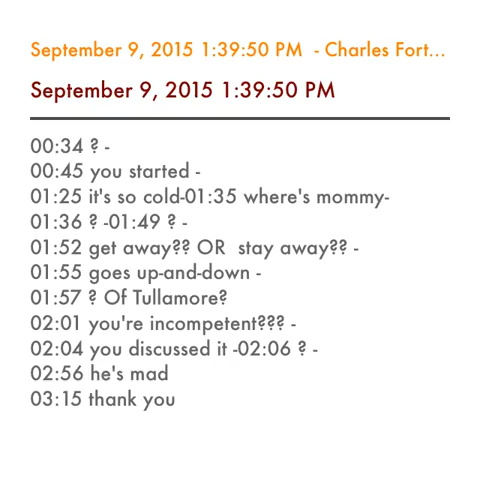 September 9, 2015 1:39:50 PM  - Charles Fort...
September 9, 2015 1:39:50 PM
00:34 ? -
00:45 you started -
01:25 it's so cold-01:35 where's mommy-
01:36 ? -01:49 ? -
01:52 get away?? OR  stay away?? -
01:55 goes up-and-down -
01:57 ? Of Tullamore?
02:01 you're incompetent??? -
02:04 you discussed it -02:06 ? -
02:56 he's mad
03:15 thank you